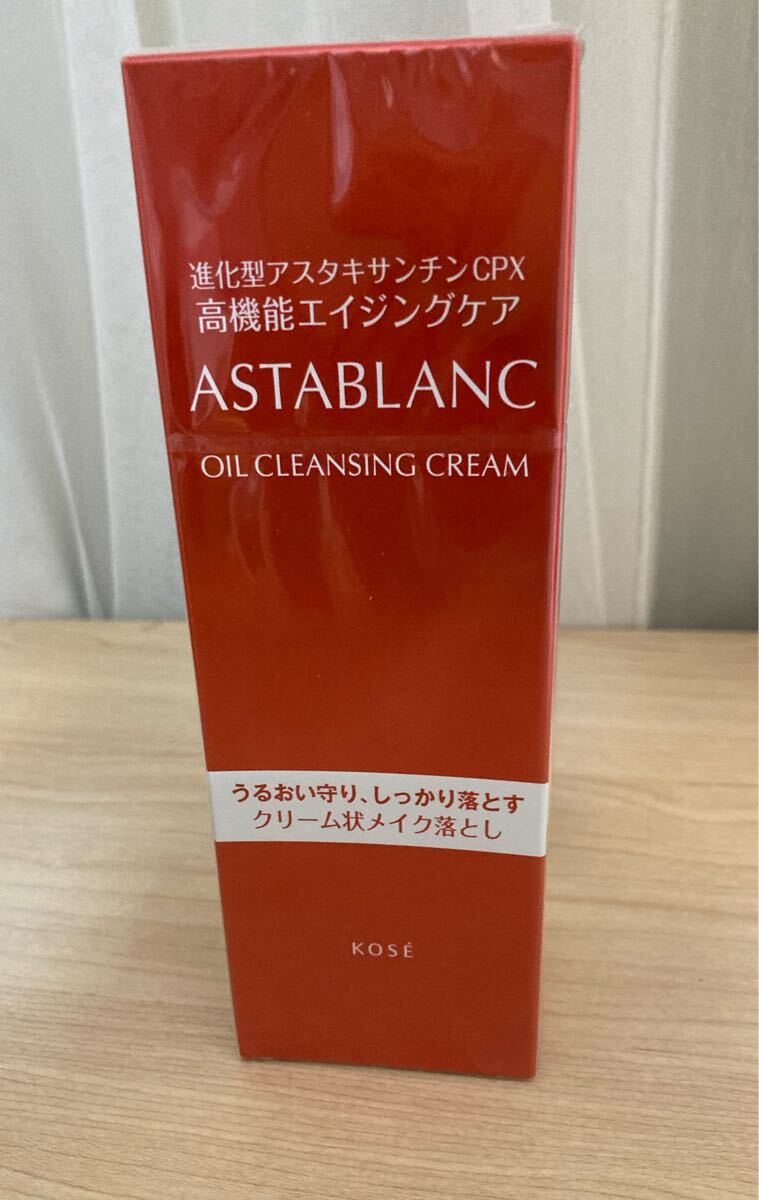 進化型アスタキサンチンCPX
高機能エイジングケア
ASTABLANC
OIL CLEANSING CREAM
うるおい守り、しっかり落とす
クリーム状メイク落とし
KOSÉ